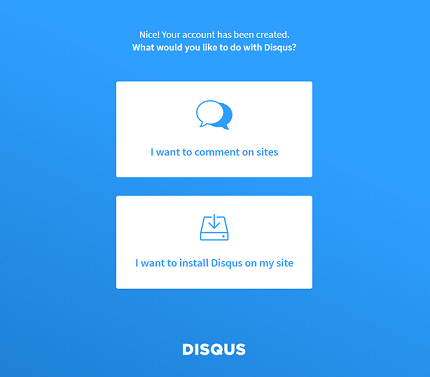 Nice! Your account has been created.
What would you like to do with Disqus?
I want to comment on sites
I want to install Disqus on my site
DISQUS